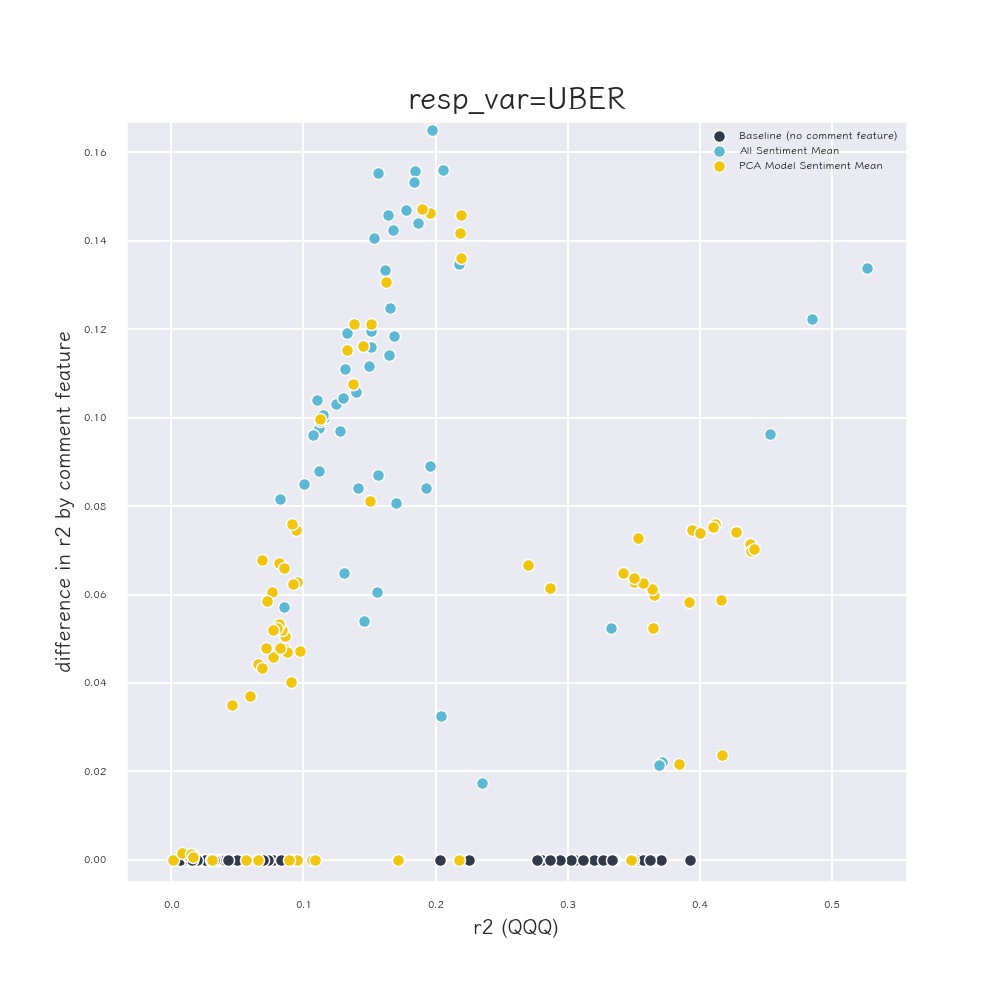 resp_var=UBER
Baseline (no comment feature)
All Sentiment Mean
PCA Model Sentiment Mean
0.16
0.14
0.12
0.10
0.08
0.06
0.04
0.02
0.00
difference in r2 by comment feature
0.0 0.1 0.2 0.3 0.4 0.5
r2 (QQQ)